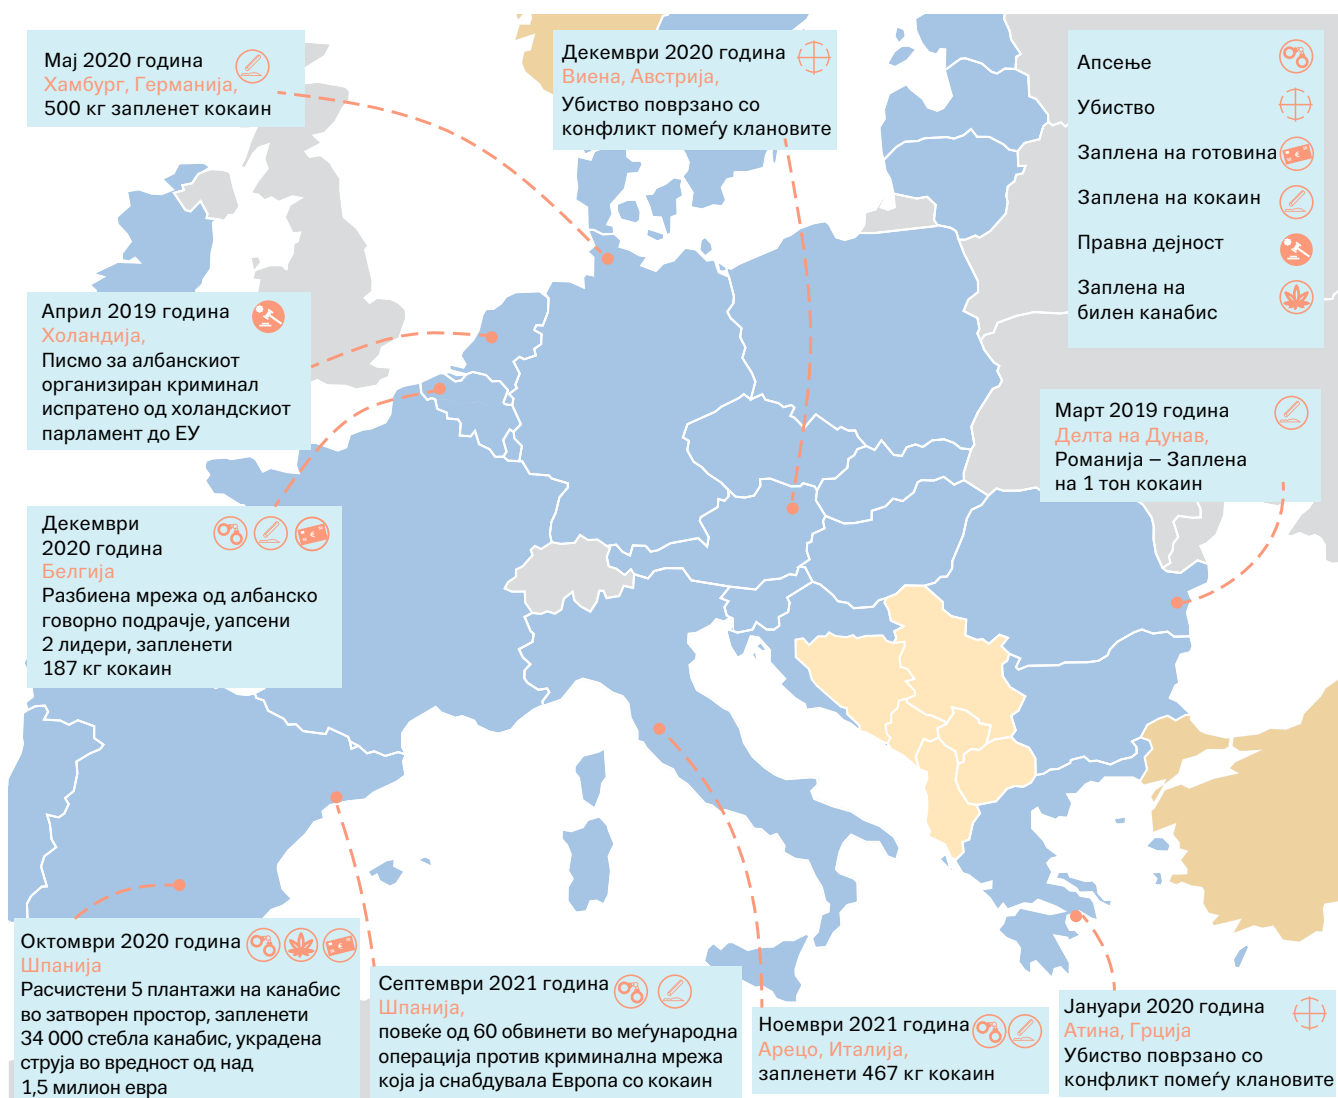 Мај 2020 година
Хамбург, Германија,
500 кг запленет кокаин
Декември 2020 година
Виена, Австрија,
Убиство поврзано со
конфликт помеѓу клановите
Апсење
Убиство
Заплена на готовина
Заплена на кокаин
Правна дејност
Заплена на
билен канабис
Април 2019 година
Холандија,
Писмо за албанскиот
организиран криминал
испратено од холандскиот
парламент до ЕУ
Март 2019 година
Делта на Дунав,
Романија – Заплена
на 1 тон кокаин
Декември
2020 година
Белгија
Разбиена мрежа од албанско
говорно подрачје, уапсени
2 лидери, запленети
187 кг кокаин
Октомври 2020 година
Шпанија
Расчистени 5 плантажи на канабис
во затворен простор, запленети
34 000 стебла канабис, украдена
струја во вредност од над
1,5 милион евра
Септември 2021 година
Шпанија,
повеќе од 60 обвинети во меѓународна
операција против криминална мрежа
која ја снабдувала Европа со кокаин
Ноември 2021 година
Арецо, Италија,
запленети 467 кг кокаин
Јануари 2020 година
Атина, Грција
Убиство поврзано со
конфликт помеѓу клановите